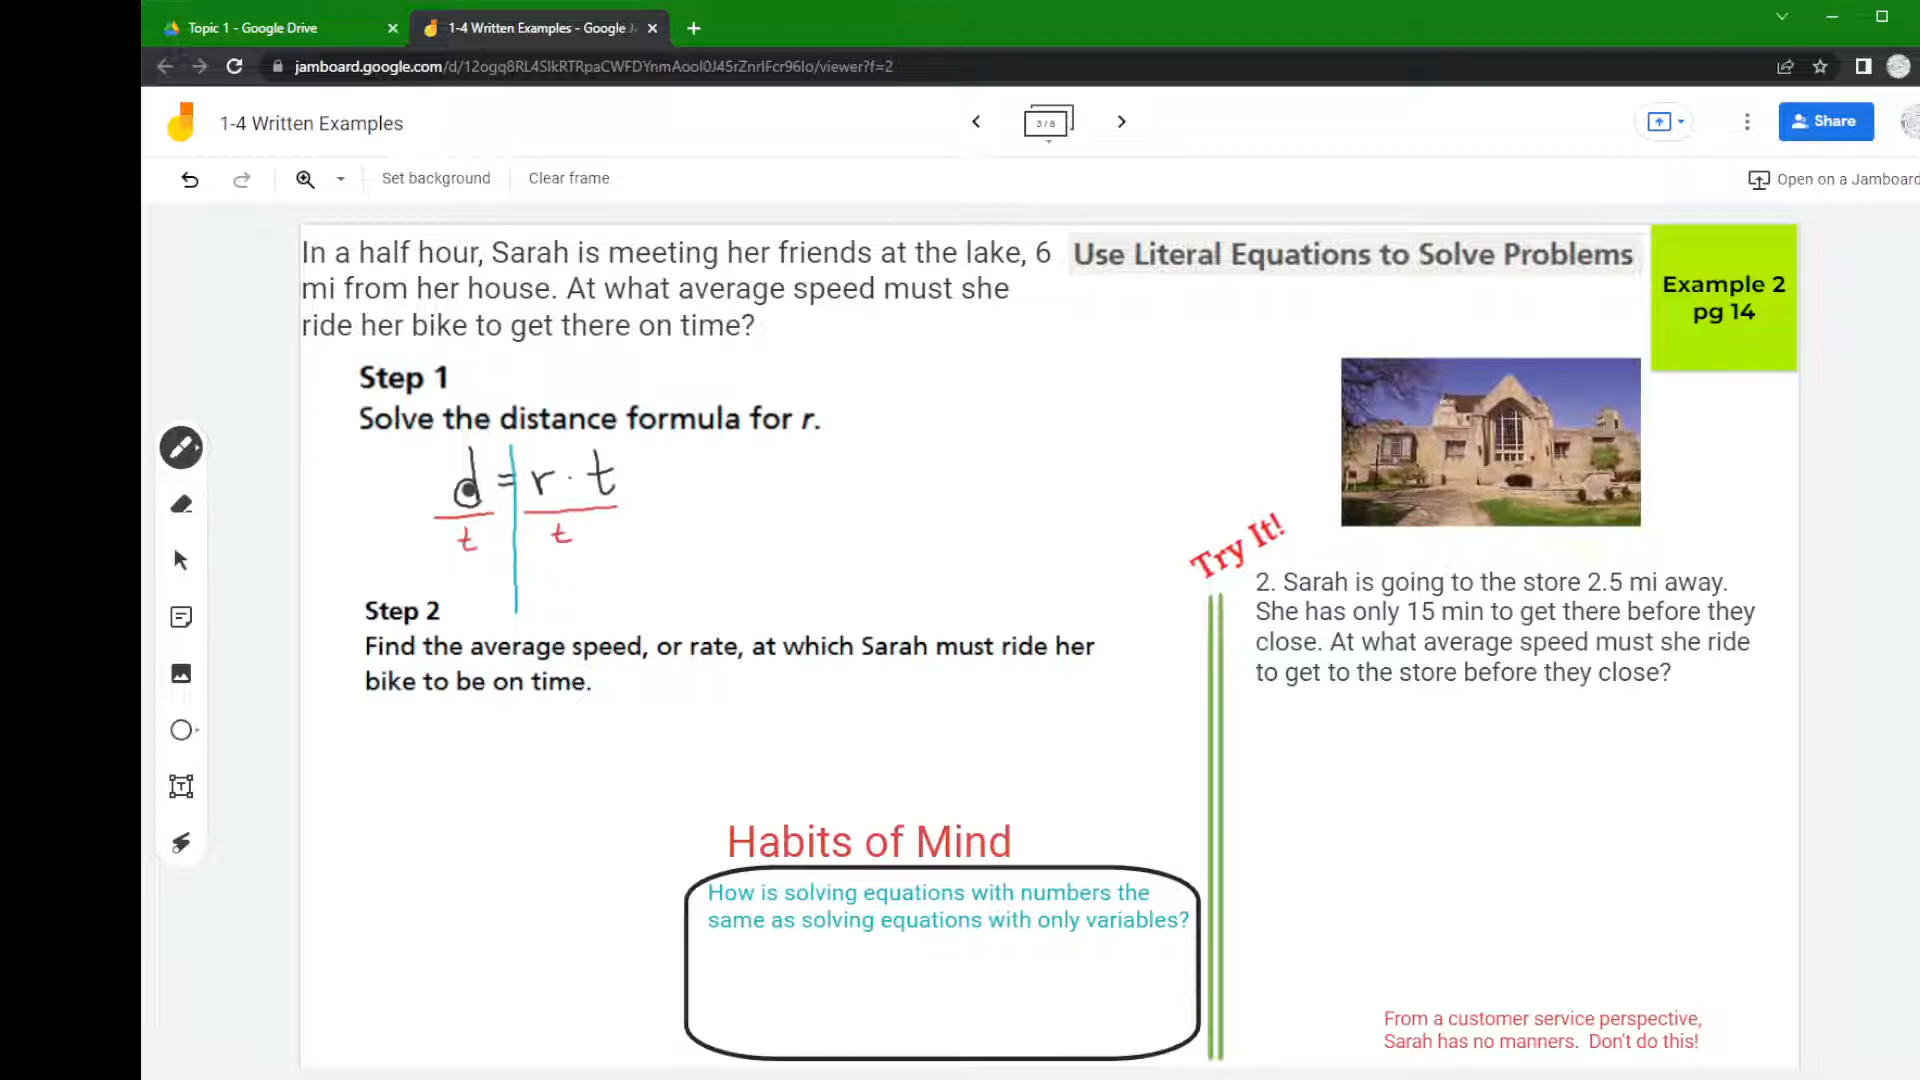 Topic 1 - Google Drive
1-4 Written Examples - Google J
jamboard.google.com/d/12ogq8RL4SlkRTRpaCWFDYnmAool0J45rZnrlFcr96lo/viewer?f=2
1-4 Written Examples
3 / 8
Share
Set background
Clear frame
Open on a Jamboard
In a half hour, Sarah is meeting her friends at the lake, 6
mi from her house. At what average speed must she
ride her bike to get there on time?
Use Literal Equations to Solve Problems
Example 2
pg 14
Step 1
Solve the distance formula for r.
d = r · t
t t
Step 2
Find the average speed, or rate, at which Sarah must ride her
bike to be on time.
Try It!
2. Sarah is going to the store 2.5 mi away.
She has only 15 min to get there before they
close. At what average speed must she ride
to get to the store before they close?
Habits of Mind
How is solving equations with numbers the
same as solving equations with only variables?
From a customer service perspective,
Sarah has no manners. Don't do this!